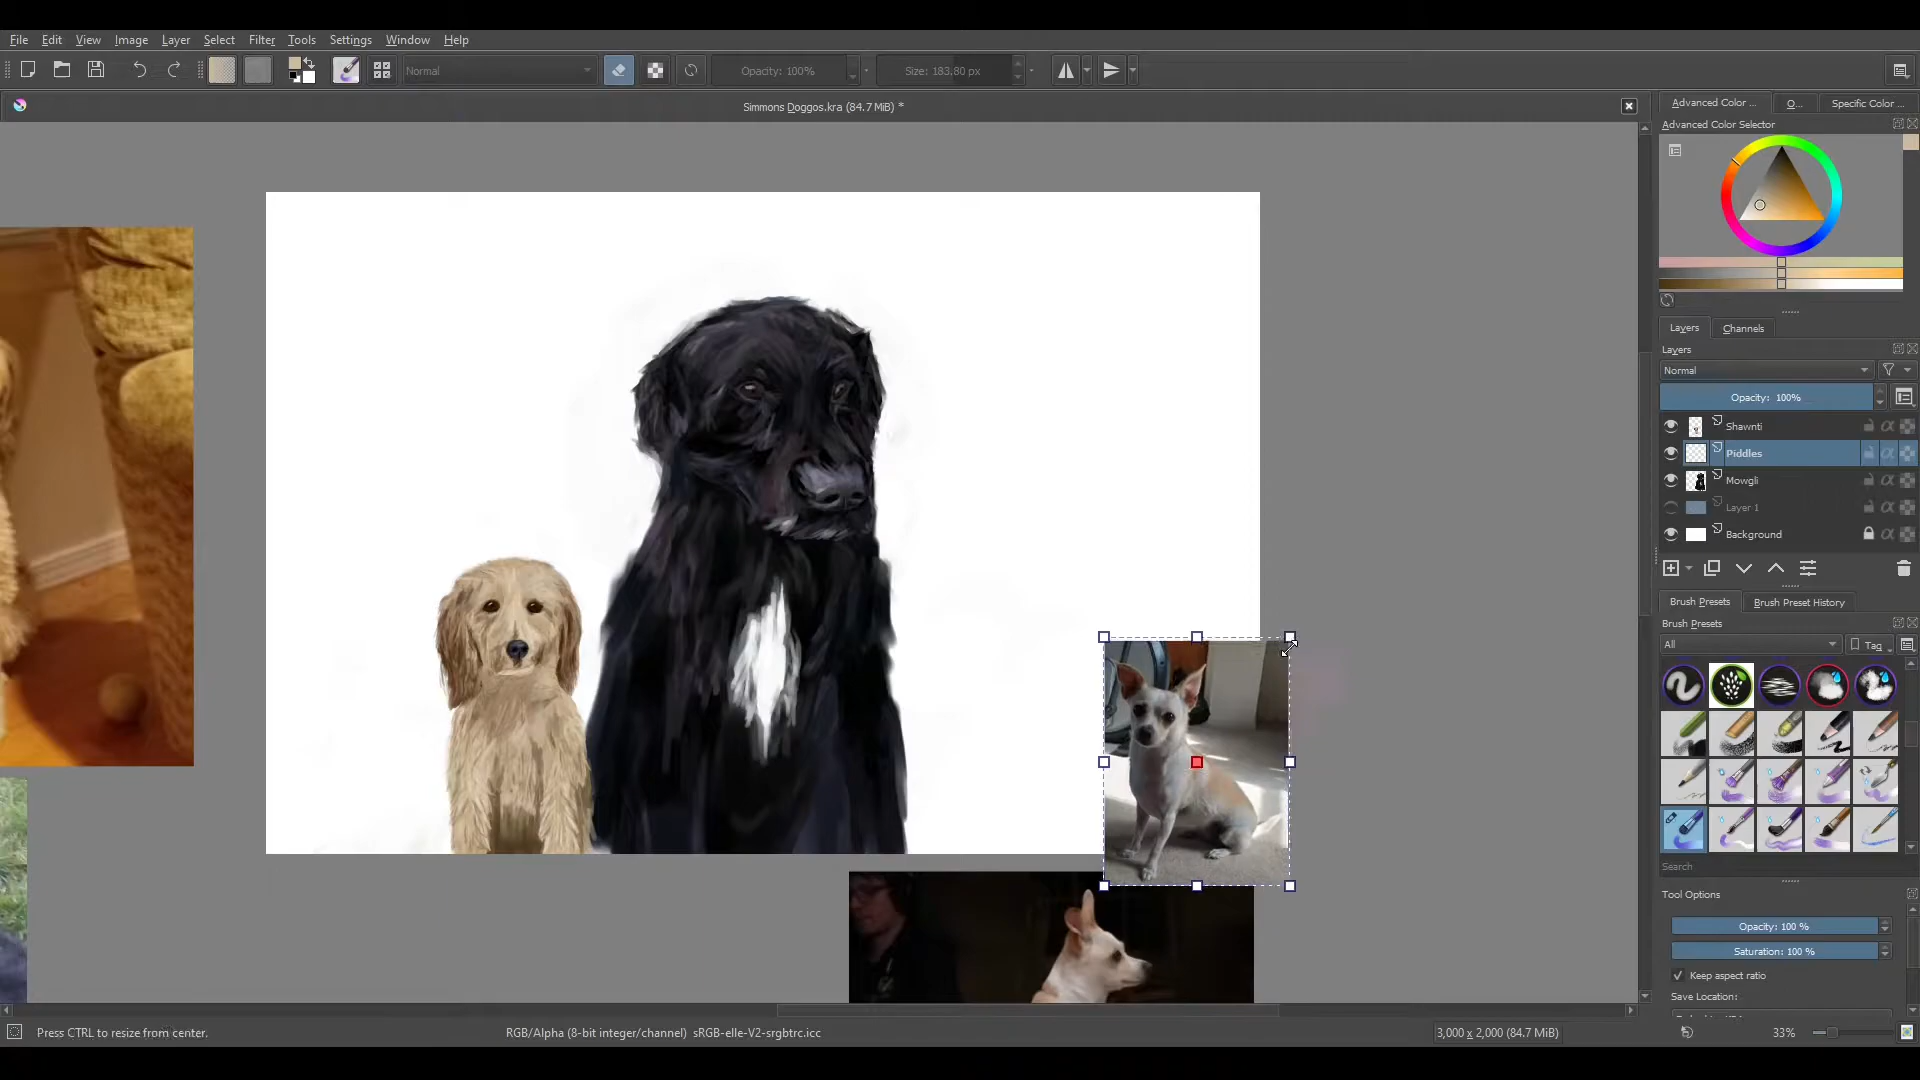 File Edit View Image Layer Select Filter Tools Settings Window Help
Normal
Opacity: 100%
Size: 183.80 px
Simmons Doggos.kra (84.7 MiB) *
Advanced Color ... O... Specific Color ...
Advanced Color Selector
Layers Channels
Layers
Normal
Opacity: 100%
Shawnti
Piddles
Mowgli
Layer 1
Background
Brush Presets Brush Preset History
Brush Presets
All Tag
Search
Tool Options
Opacity: 100 %
Saturation: 100 %
Keep aspect ratio
Save Location:
Press CTRL to resize from center.
RGB/Alpha (8-bit integer/channel) sRGB-elle-V2-srgbtrc.icc
3,000 x 2,000 (84.7 MiB)
33%